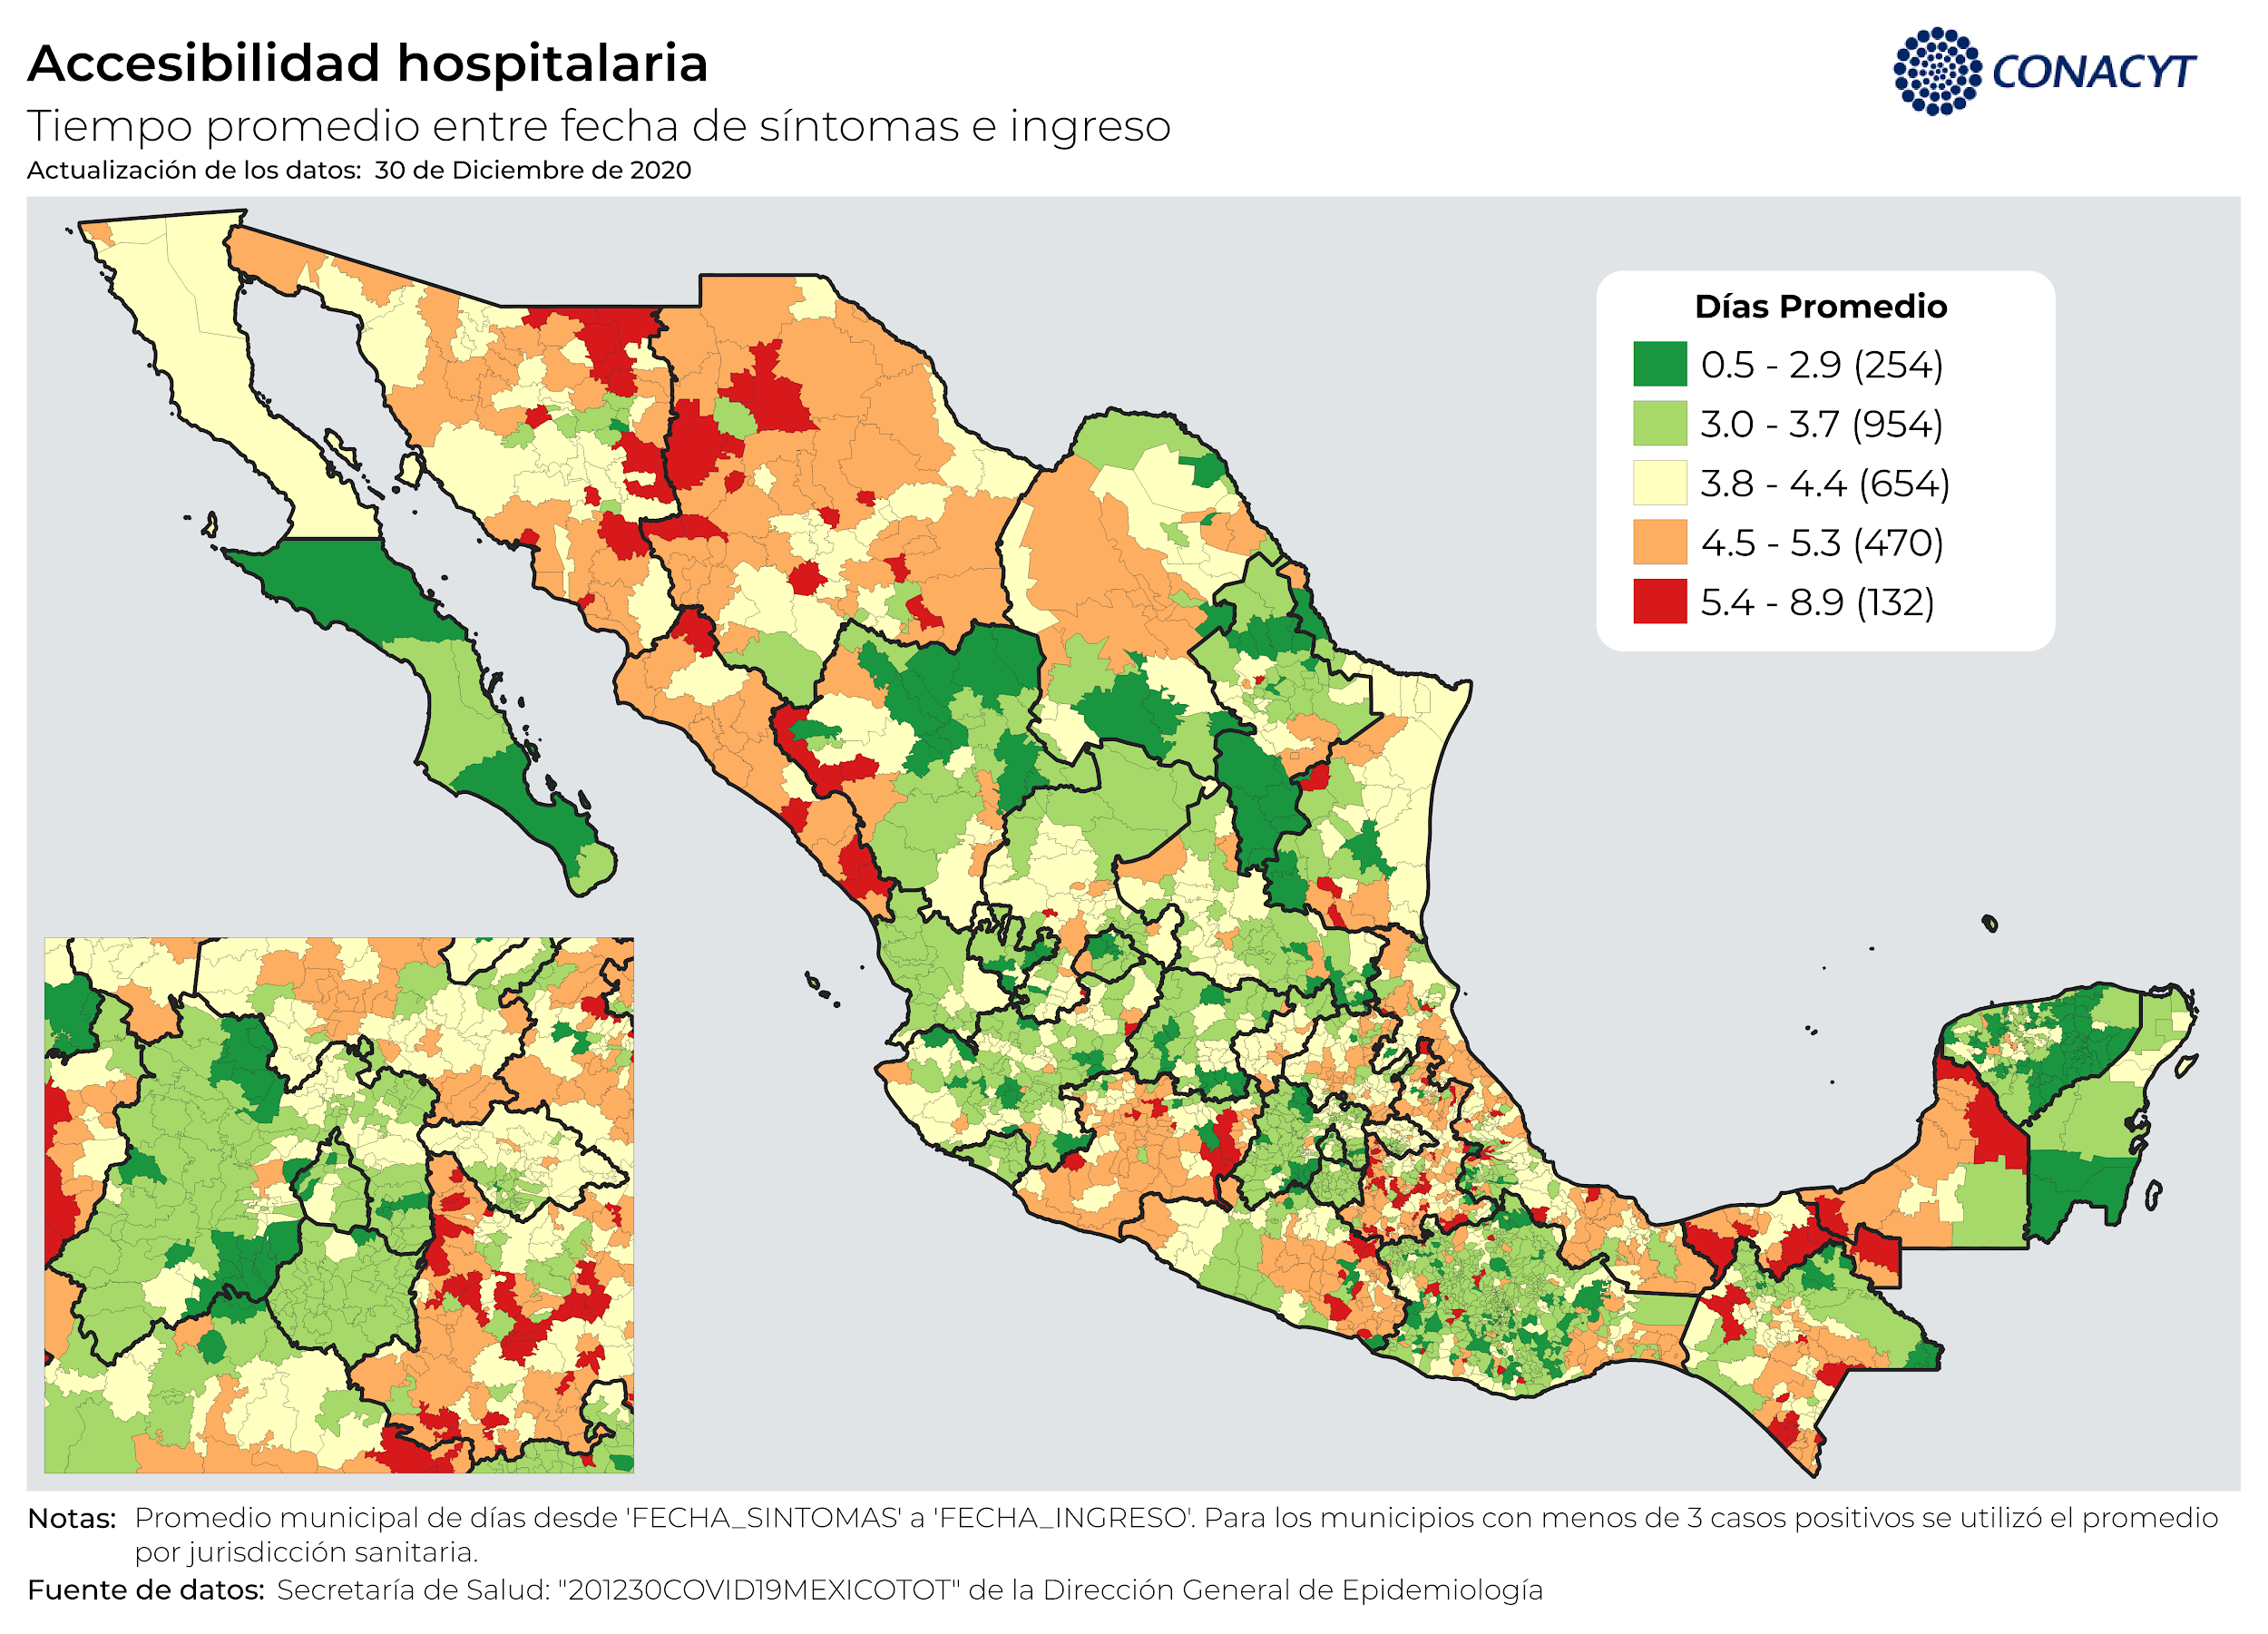 Accesibilidad hospitalaria
Tiempo promedio entre fecha de síntomas e ingreso
Actualización de los datos: 30 de Diciembre de 2020
CONACYT
Días Promedio
0.5 - 2.9 (254)
3.0 - 3.7 (954)
3.8 - 4.4 (654)
4.5 - 5.3 (470)
5.4 - 8.9 (132)
Notas: Promedio municipal de días desde 'FECHA_SINTOMAS' a 'FECHA_INGRESO'. Para los municipios con menos de 3 casos positivos se utilizó el promedio
por jurisdicción sanitaria.
Fuente de datos: Secretaría de Salud: "201230COVID19MEXICOTOT" de la Dirección General de Epidemiología